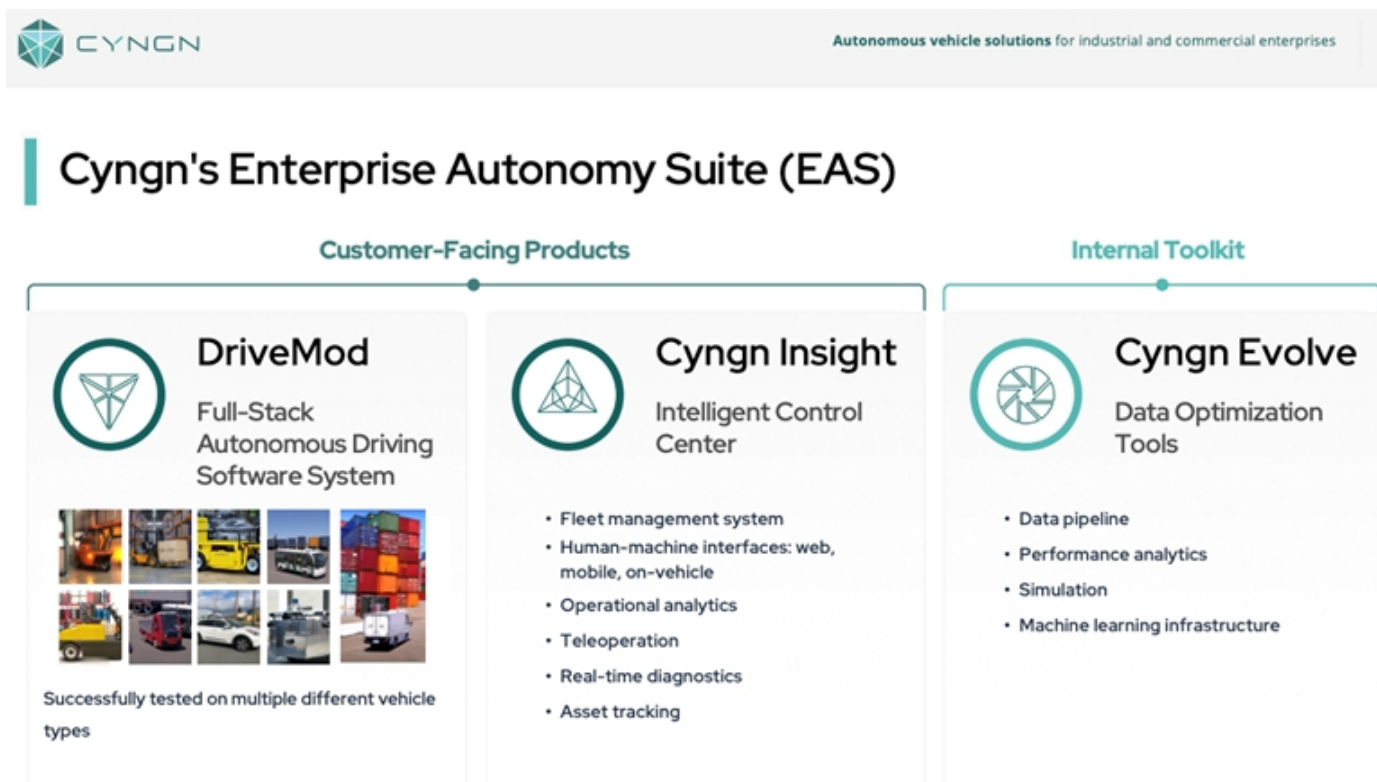 CYNGN
Autonomous vehicle solutions for industrial and commercial enterprises
Cyngn's Enterprise Autonomy Suite (EAS)
Customer-Facing Products
Internal Toolkit
DriveMod
Full-Stack
Autonomous Driving
Software System
Successfully tested on multiple different vehicle
types
Cyngn Insight
Intelligent Control
Center
• Fleet management system
• Human-machine interfaces: web,
mobile, on-vehicle
• Operational analytics
• Teleoperation
• Real-time diagnostics
• Asset tracking
Cyngn Evolve
Data Optimization
Tools
• Data pipeline
• Performance analytics
• Simulation
• Machine learning infrastructure